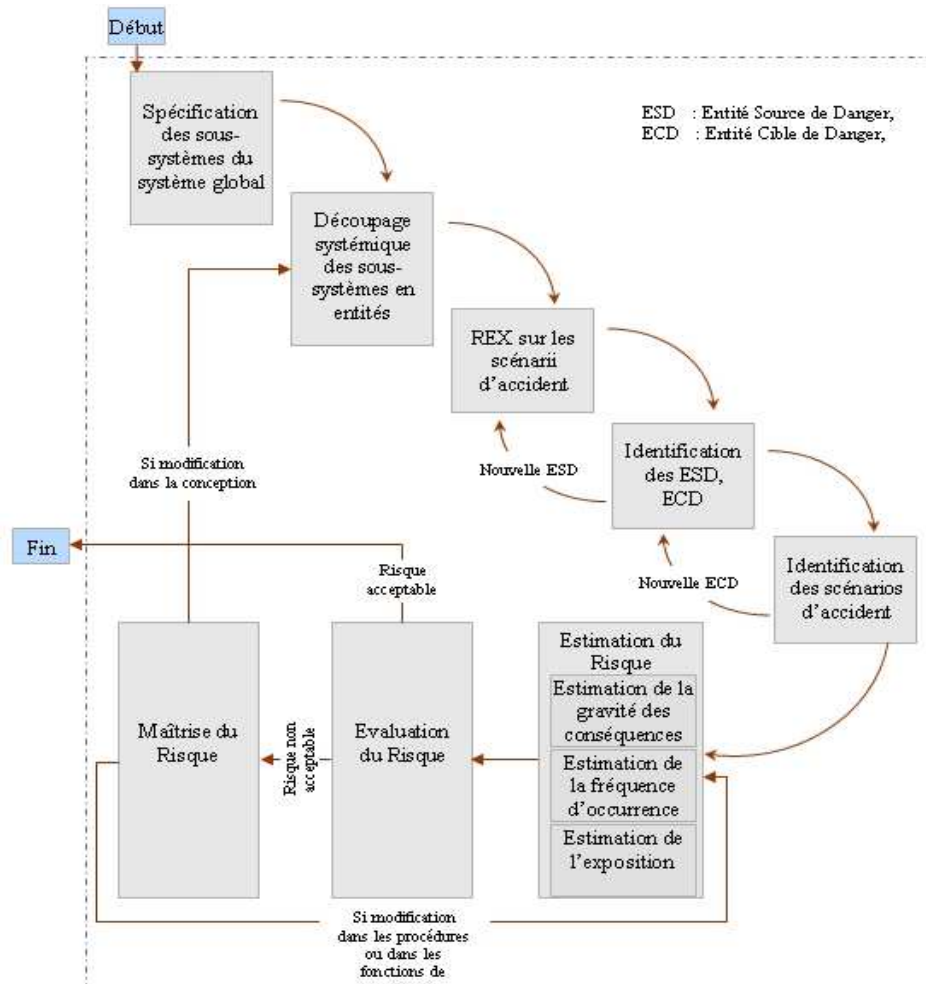 Début
Spécification
des sous-
systèmes du
système global
ESD : Entité Source de Danger,
ECD : Entité Cible de Danger,
Découpage
systémique
des sous-
systèmes en
entités
REX sur les
scénarii
d'accident
Nouvelle ESD
Identification
des ESD,
ECD
Nouvelle ECD
Identification
des scénarios
d'accident
Si modification
dans la conception
Fin
Risque
acceptable
Estimation du
Risque
Estimation de la
gravité des
conséquences
Estimation de
la fréquence
d'occurrence
Estimation de
l'exposition
Evaluation
du Risque
Risque non
acceptable
Maîtrise du
Risque
Si modification
dans les procédures
ou dans les
fonctions de